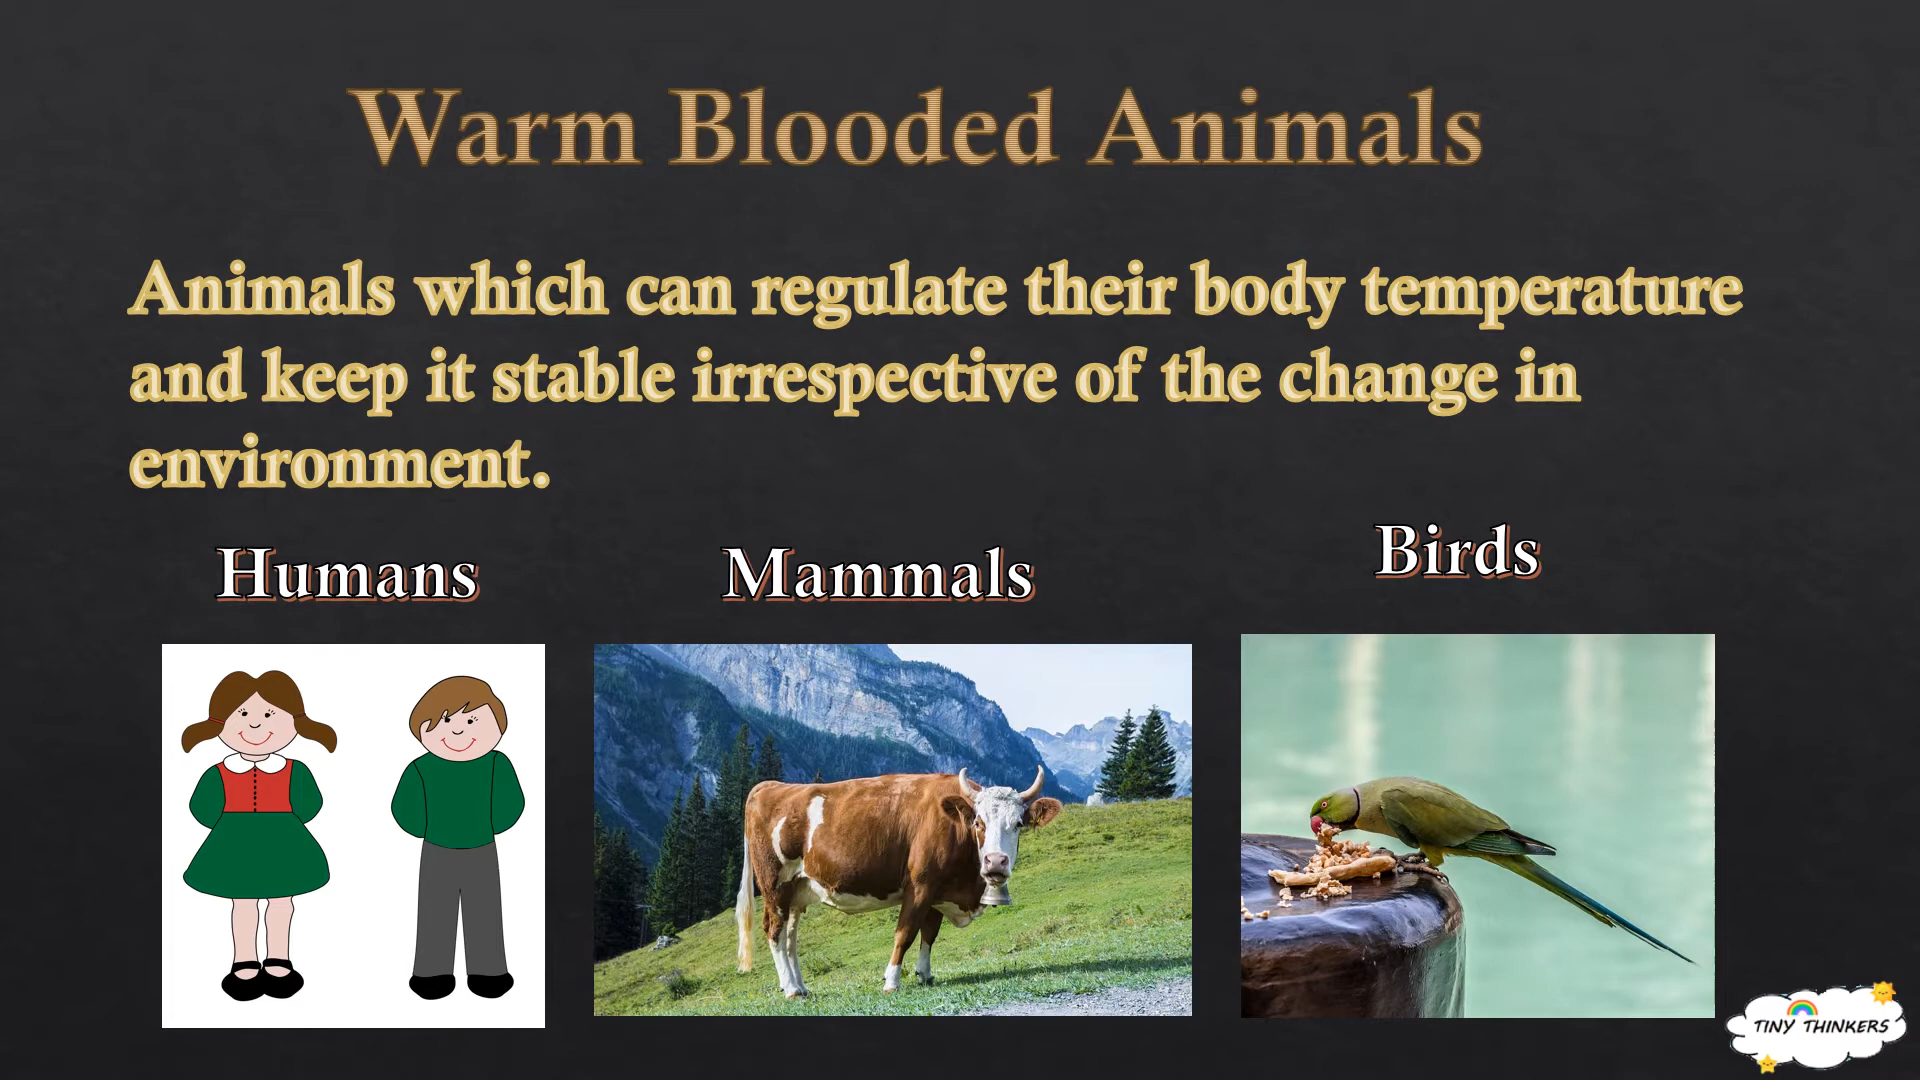 Warm Blooded Animals
Animals which can regulate their body temperature
and keep it stable irrespective of the change in
environment.
Humans
Mammals
Birds
TINY THINKERS